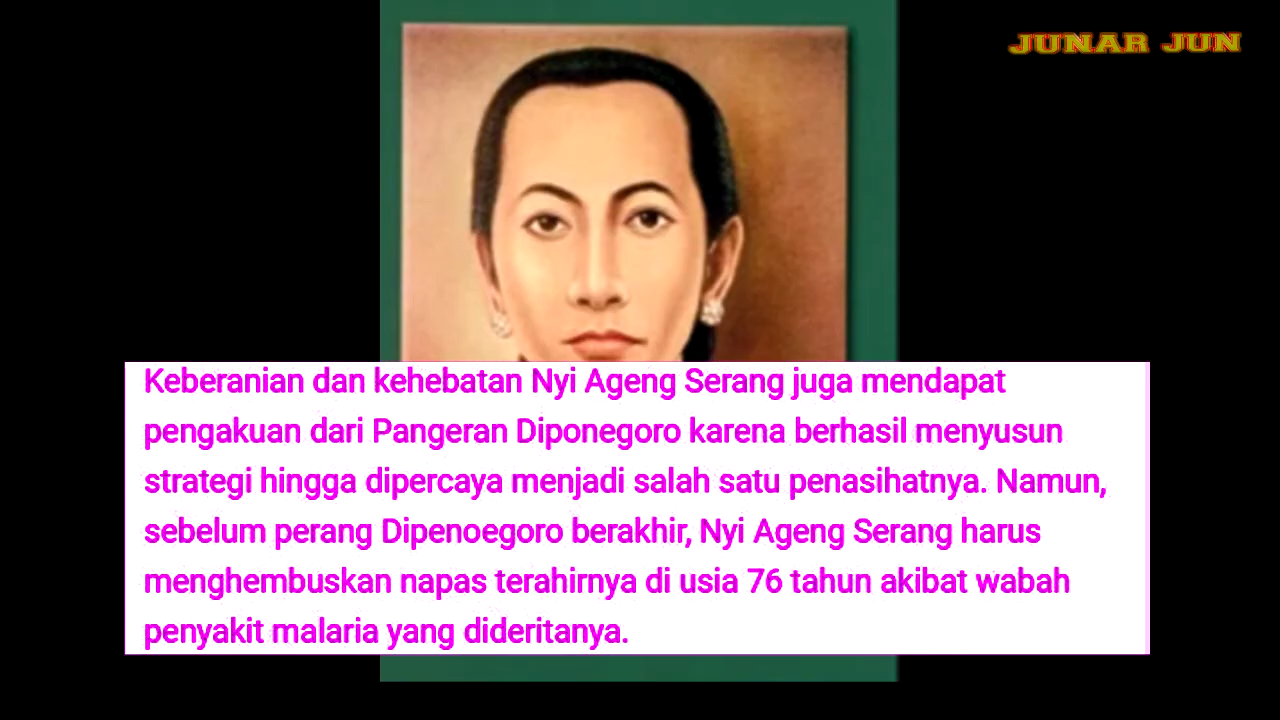 JUNAR JUN
Keberanian dan kehebatan Nyi Ageng Serang juga mendapat
pengakuan dari Pangeran Diponegoro karena berhasil menyusun
strategi hingga dipercaya menjadi salah satu penasihatnya. Namun,
sebelum perang Dipenoegoro berakhir, Nyi Ageng Serang harus
menghembuskan napas terahirnya di usia 76 tahun akibat wabah
penyakit malaria yang dideritanya.